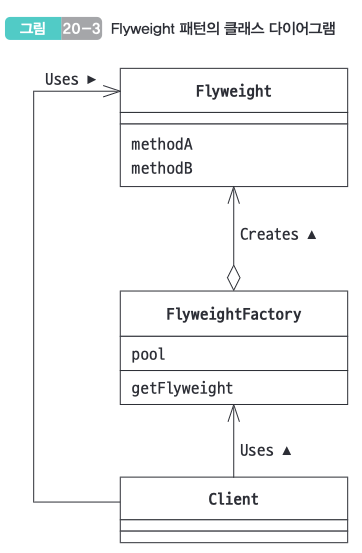 그림 20-3 Flyweight 패턴의 클래스 다이어그램
Uses ▶
Flyweight
methodA
methodB
Creates ▲
FlyweightFactory
pool
getFlyweight
Uses ▲
Client